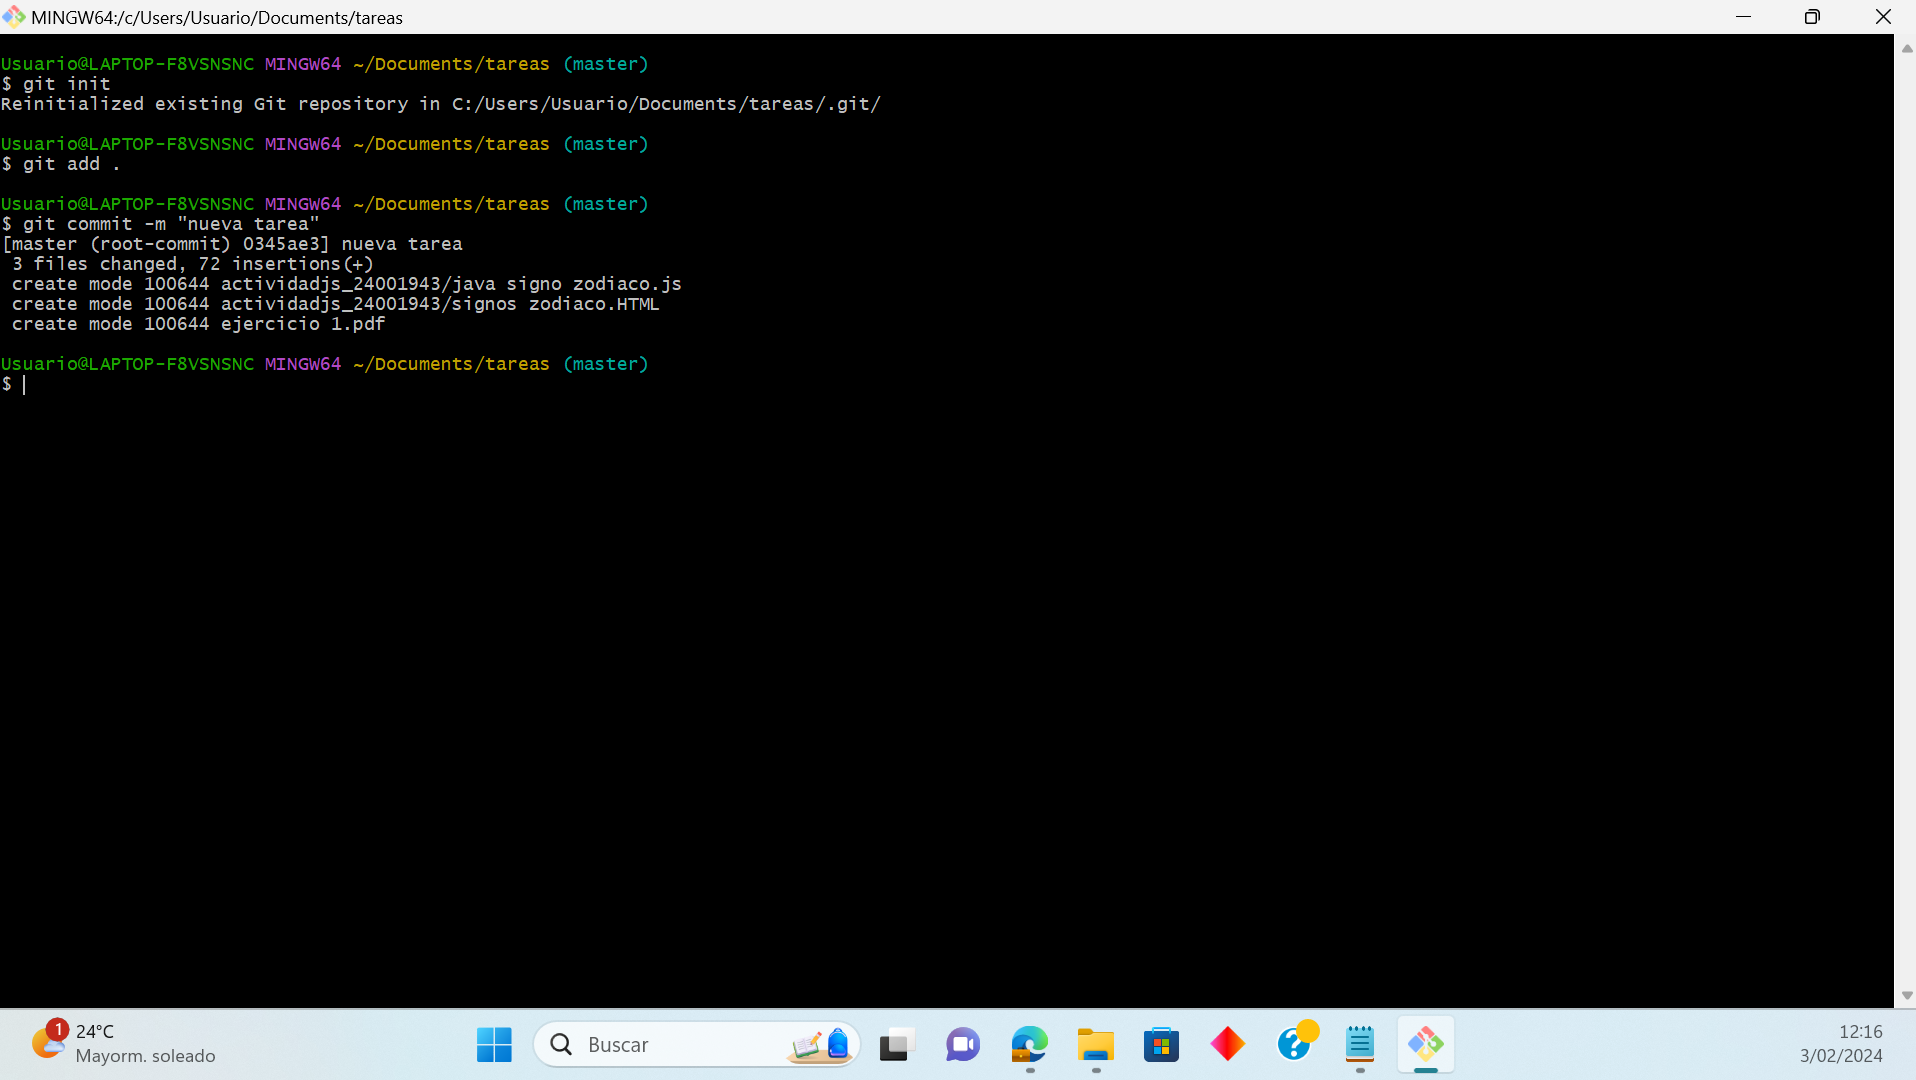 MINGW64:/c/Users/Usuario/Documents/tareas
Usuario@LAPTOP-F8VSNSNC MINGW64 ~/Documents/tareas (master)
$ git init
Reinitialized existing Git repository in C:/Users/Usuario/Documents/tareas/.git/
Usuario@LAPTOP-F8VSNSNC MINGW64 ~/Documents/tareas (master)
$ git add .
Usuario@LAPTOP-F8VSNSNC MINGW64 ~/Documents/tareas (master)
$ git commit -m "nueva tarea"
[master (root-commit) 0345ae3] nueva tarea
 3 files changed, 72 insertions(+)
 create mode 100644 actividadjs_24001943/java signo zodiaco.js
 create mode 100644 actividadjs_24001943/signos zodiaco.HTML
 create mode 100644 ejercicio 1.pdf
Usuario@LAPTOP-F8VSNSNC MINGW64 ~/Documents/tareas (master)
$
1
24°C
Mayorm. soleado
Buscar
12:16
3/02/2024